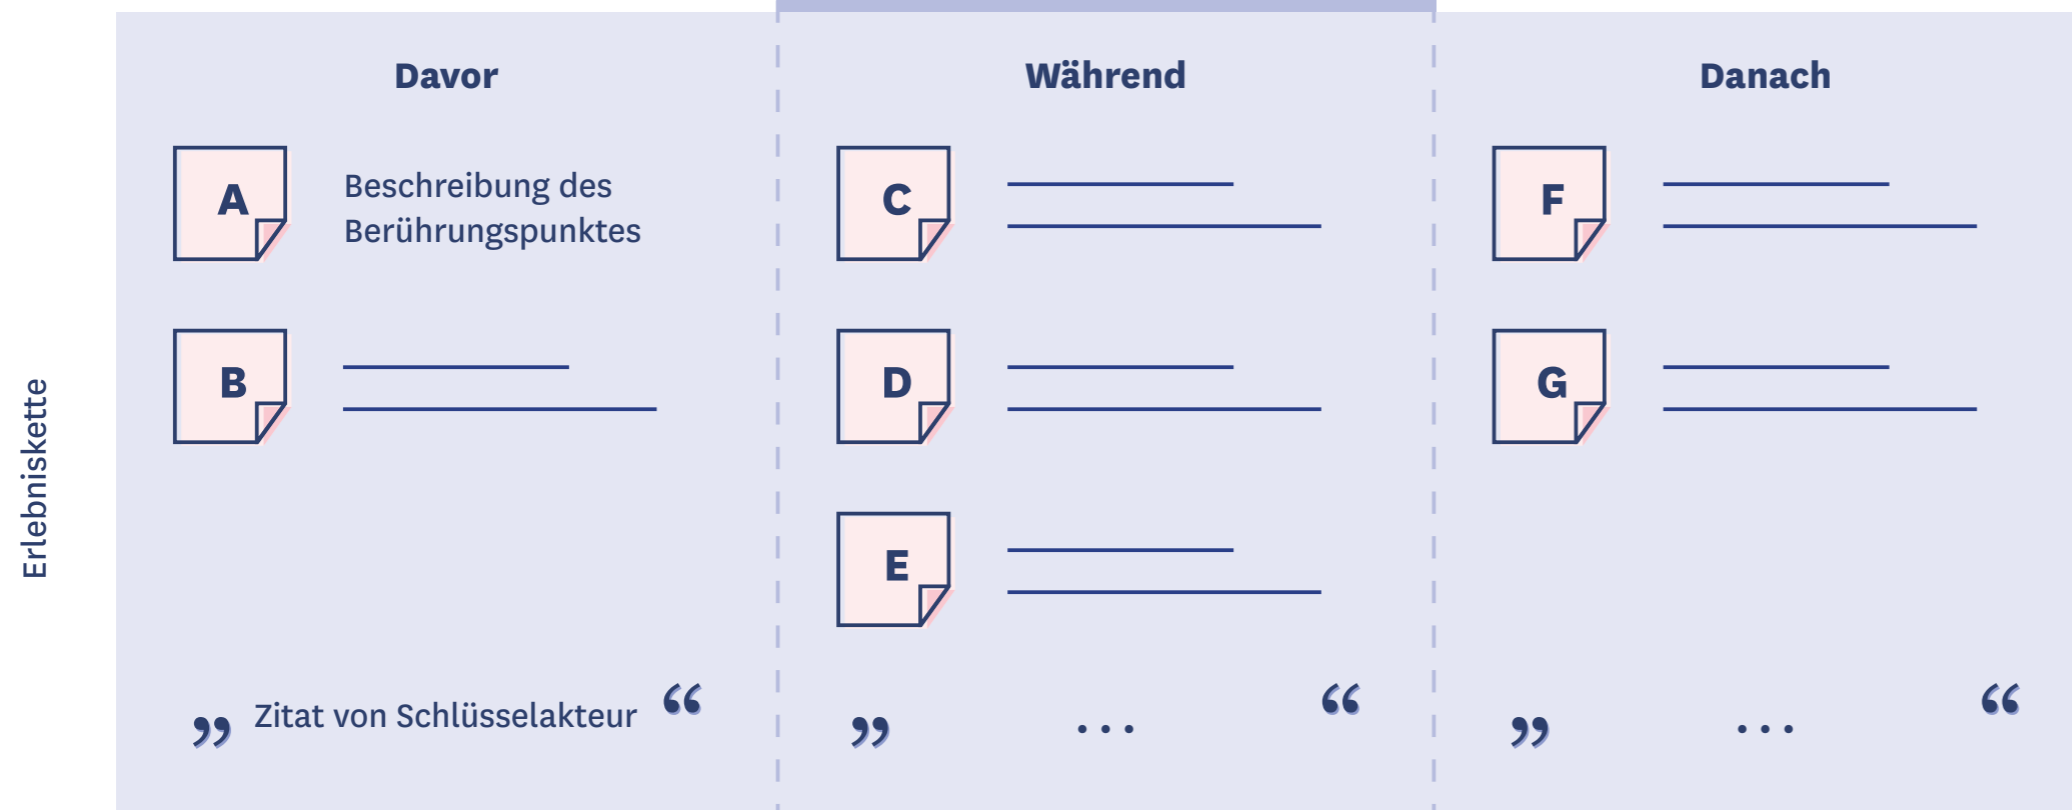 Erlebniskette
Davor
A
Beschreibung des
Berührungspunktes
B
„ Zitat von Schlüsselakteur “
Während
C
D
E
„ ... “
Danach
F
G
„ ... “